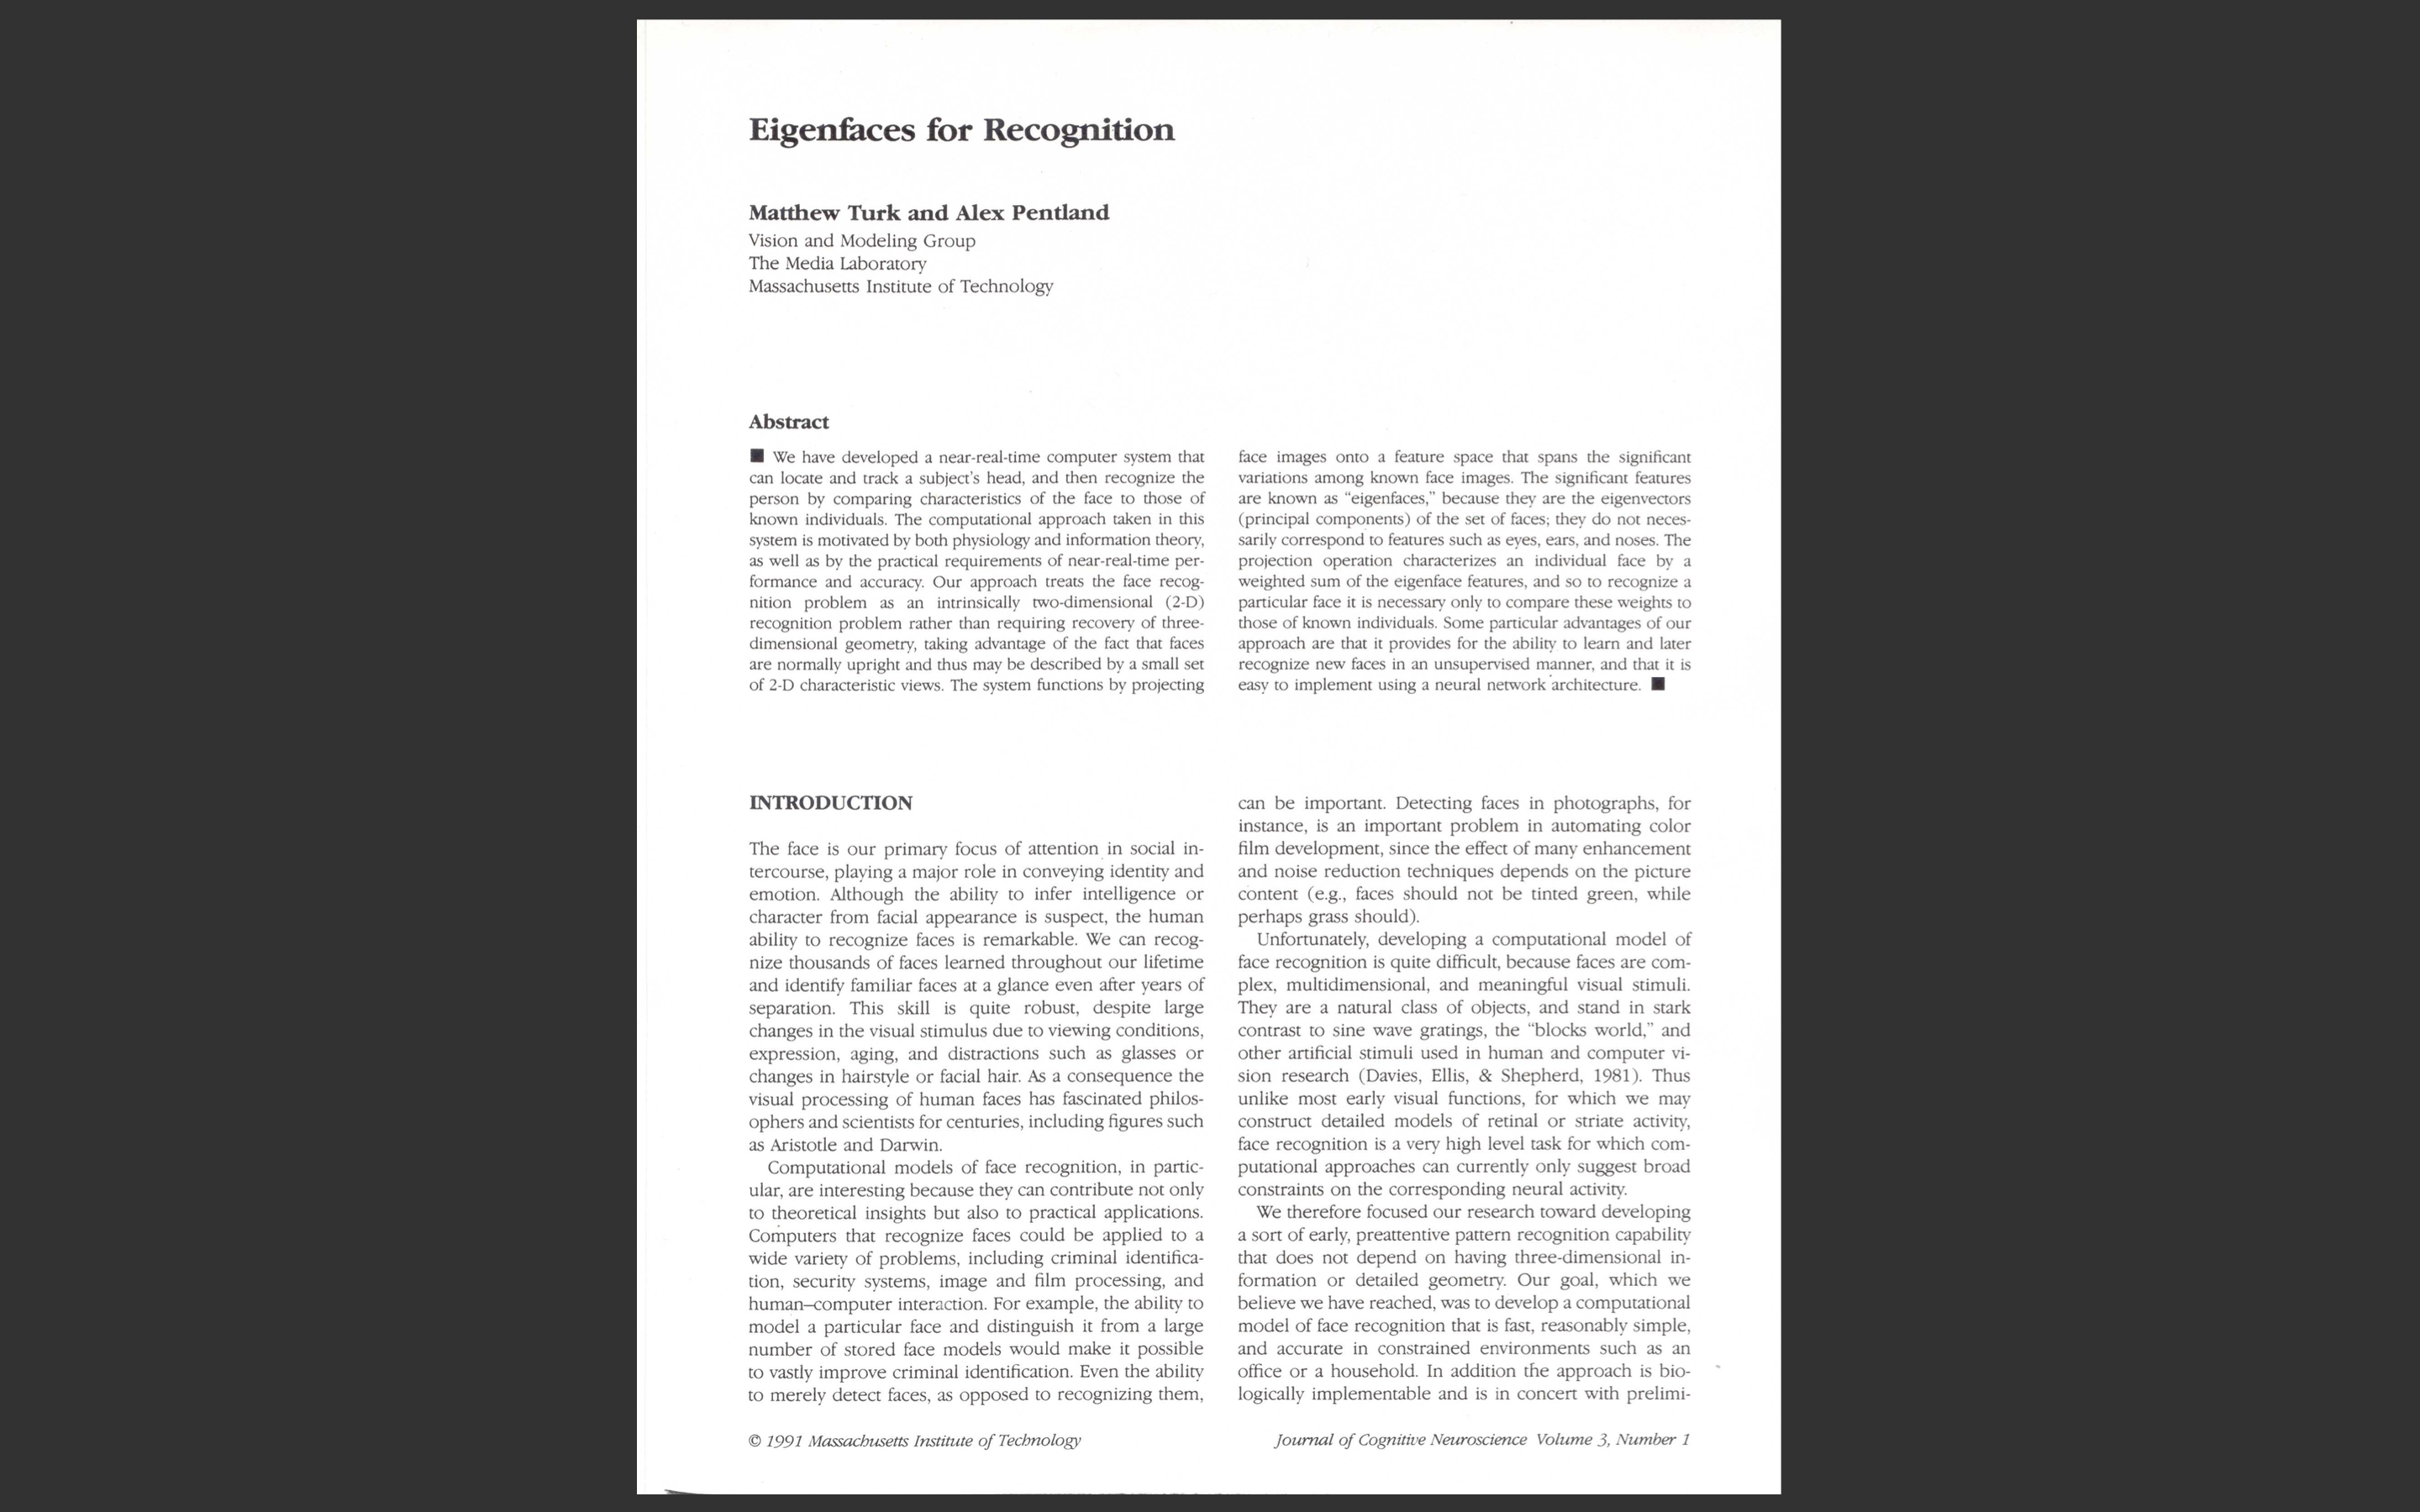 Eigenfaces for Recognition
Matthew Turk and Alex Pentland
Vision and Modeling Group
The Media Laboratory
Massachusetts Institute of Technology
Abstract
■ We have developed a near-real-time computer system that
can locate and track a subject's head, and then recognize the
person by comparing characteristics of the face to those of
known individuals. The computational approach taken in this
system is motivated by both physiology and information theory,
as well as by the practical requirements of near-real-time per-
formance and accuracy. Our approach treats the face recog-
nition problem as an intrinsically two-dimensional (2-D)
recognition problem rather than requiring recovery of three-
dimensional geometry, taking advantage of the fact that faces
are normally upright and thus may be described by a small set
of 2-D characteristic views. The system functions by projecting
face images onto a feature space that spans the significant
variations among known face images. The significant features
are known as “eigenfaces,” because they are the eigenvectors
(principal components) of the set of faces; they do not neces-
sarily correspond to features such as eyes, ears, and noses. The
projection operation characterizes an individual face by a
weighted sum of the eigenface features, and so to recognize a
particular face it is necessary only to compare these weights to
those of known individuals. Some particular advantages of our
approach are that it provides for the ability to learn and later
recognize new faces in an unsupervised manner, and that it is
easy to implement using a neural network architecture. ■
INTRODUCTION
The face is our primary focus of attention in social in-
tercourse, playing a major role in conveying identity and
emotion. Although the ability to infer intelligence or
character from facial appearance is suspect, the human
ability to recognize faces is remarkable. We can recog-
nize thousands of faces learned throughout our lifetime
and identify familiar faces at a glance even after years of
separation. This skill is quite robust, despite large
changes in the visual stimulus due to viewing conditions,
expression, aging, and distractions such as glasses or
changes in hairstyle or facial hair. As a consequence the
visual processing of human faces has fascinated philos-
ophers and scientists for centuries, including figures such
as Aristotle and Darwin.
Computational models of face recognition, in partic-
ular, are interesting because they can contribute not only
to theoretical insights but also to practical applications.
Computers that recognize faces could be applied to a
wide variety of problems, including criminal identifica-
tion, security systems, image and film processing, and
human–computer interaction. For example, the ability to
model a particular face and distinguish it from a large
number of stored face models would make it possible
to vastly improve criminal identification. Even the ability
to merely detect faces, as opposed to recognizing them,
can be important. Detecting faces in photographs, for
instance, is an important problem in automating color
film development, since the effect of many enhancement
and noise reduction techniques depends on the picture
content (e.g., faces should not be tinted green, while
perhaps grass should).
Unfortunately, developing a computational model of
face recognition is quite difficult, because faces are com-
plex, multidimensional, and meaningful visual stimuli.
They are a natural class of objects, and stand in stark
contrast to sine wave gratings, the “blocks world,” and
other artificial stimuli used in human and computer vi-
sion research (Davies, Ellis, & Shepherd, 1981). Thus
unlike most early visual functions, for which we may
construct detailed models of retinal or striate activity,
face recognition is a very high level task for which com-
putational approaches can currently only suggest broad
constraints on the corresponding neural activity.
We therefore focused our research toward developing
a sort of early, preattentive pattern recognition capability
that does not depend on having three-dimensional in-
formation or detailed geometry. Our goal, which we
believe we have reached, was to develop a computational
model of face recognition that is fast, reasonably simple,
and accurate in constrained environments such as an
office or a household. In addition the approach is bio-
logically implementable and is in concert with prelimi-
© 1991 Massachusetts Institute of Technology
Journal of Cognitive Neuroscience Volume 3, Number 1